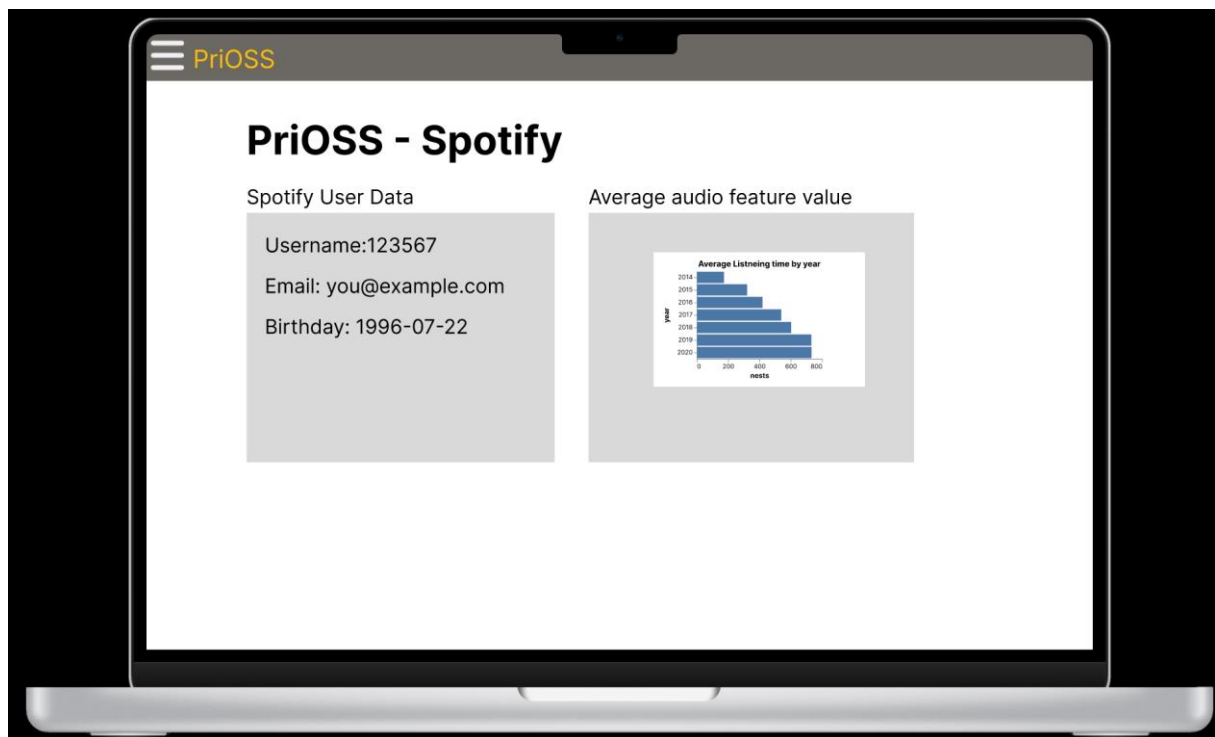 PriOSS
PriOSS - Spotify
Spotify User Data
Username:123567
Email: you@example.com
Birthday: 1996-07-22
Average audio feature value
Average Listneing time by year
year
2014
2015
2016
2017
2018
2019
2020
0 200 400 600 800
nests